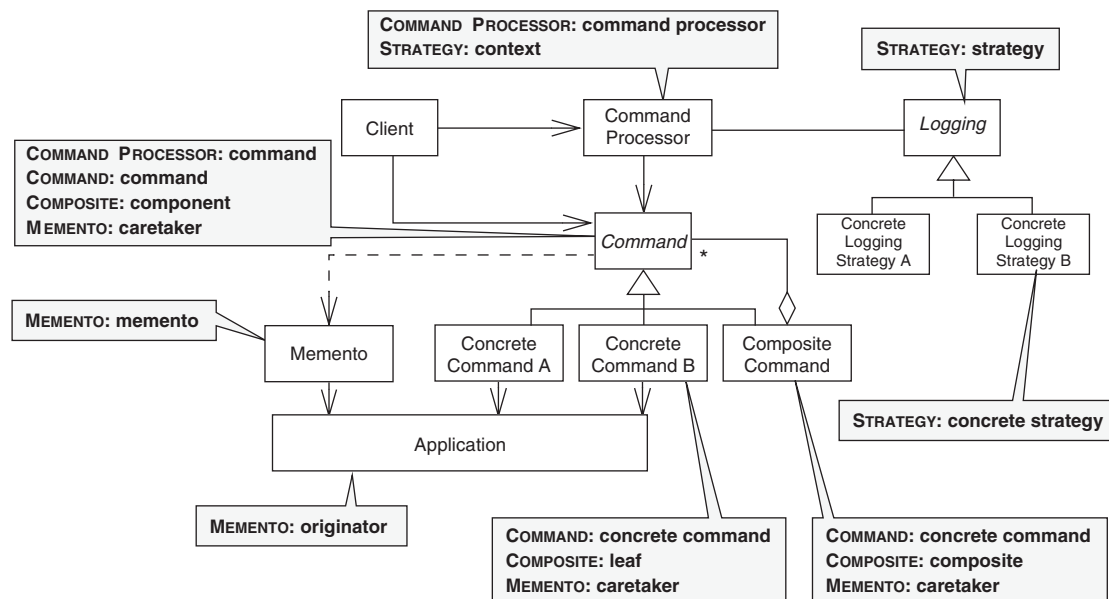 COMMAND PROCESSOR: command processor
STRATEGY: context
STRATEGY: strategy
Client
Command
Processor
Logging
COMMAND PROCESSOR: command
COMMAND: command
COMPOSITE: component
MEMENTO: caretaker
Command
*
Concrete
Logging
Strategy A
Concrete
Logging
Strategy B
MEMENTO: memento
Memento
Concrete
Command A
Concrete
Command B
Composite
Command
STRATEGY: concrete strategy
Application
MEMENTO: originator
COMMAND: concrete command
COMPOSITE: leaf
MEMENTO: caretaker
COMMAND: concrete command
COMPOSITE: composite
MEMENTO: caretaker